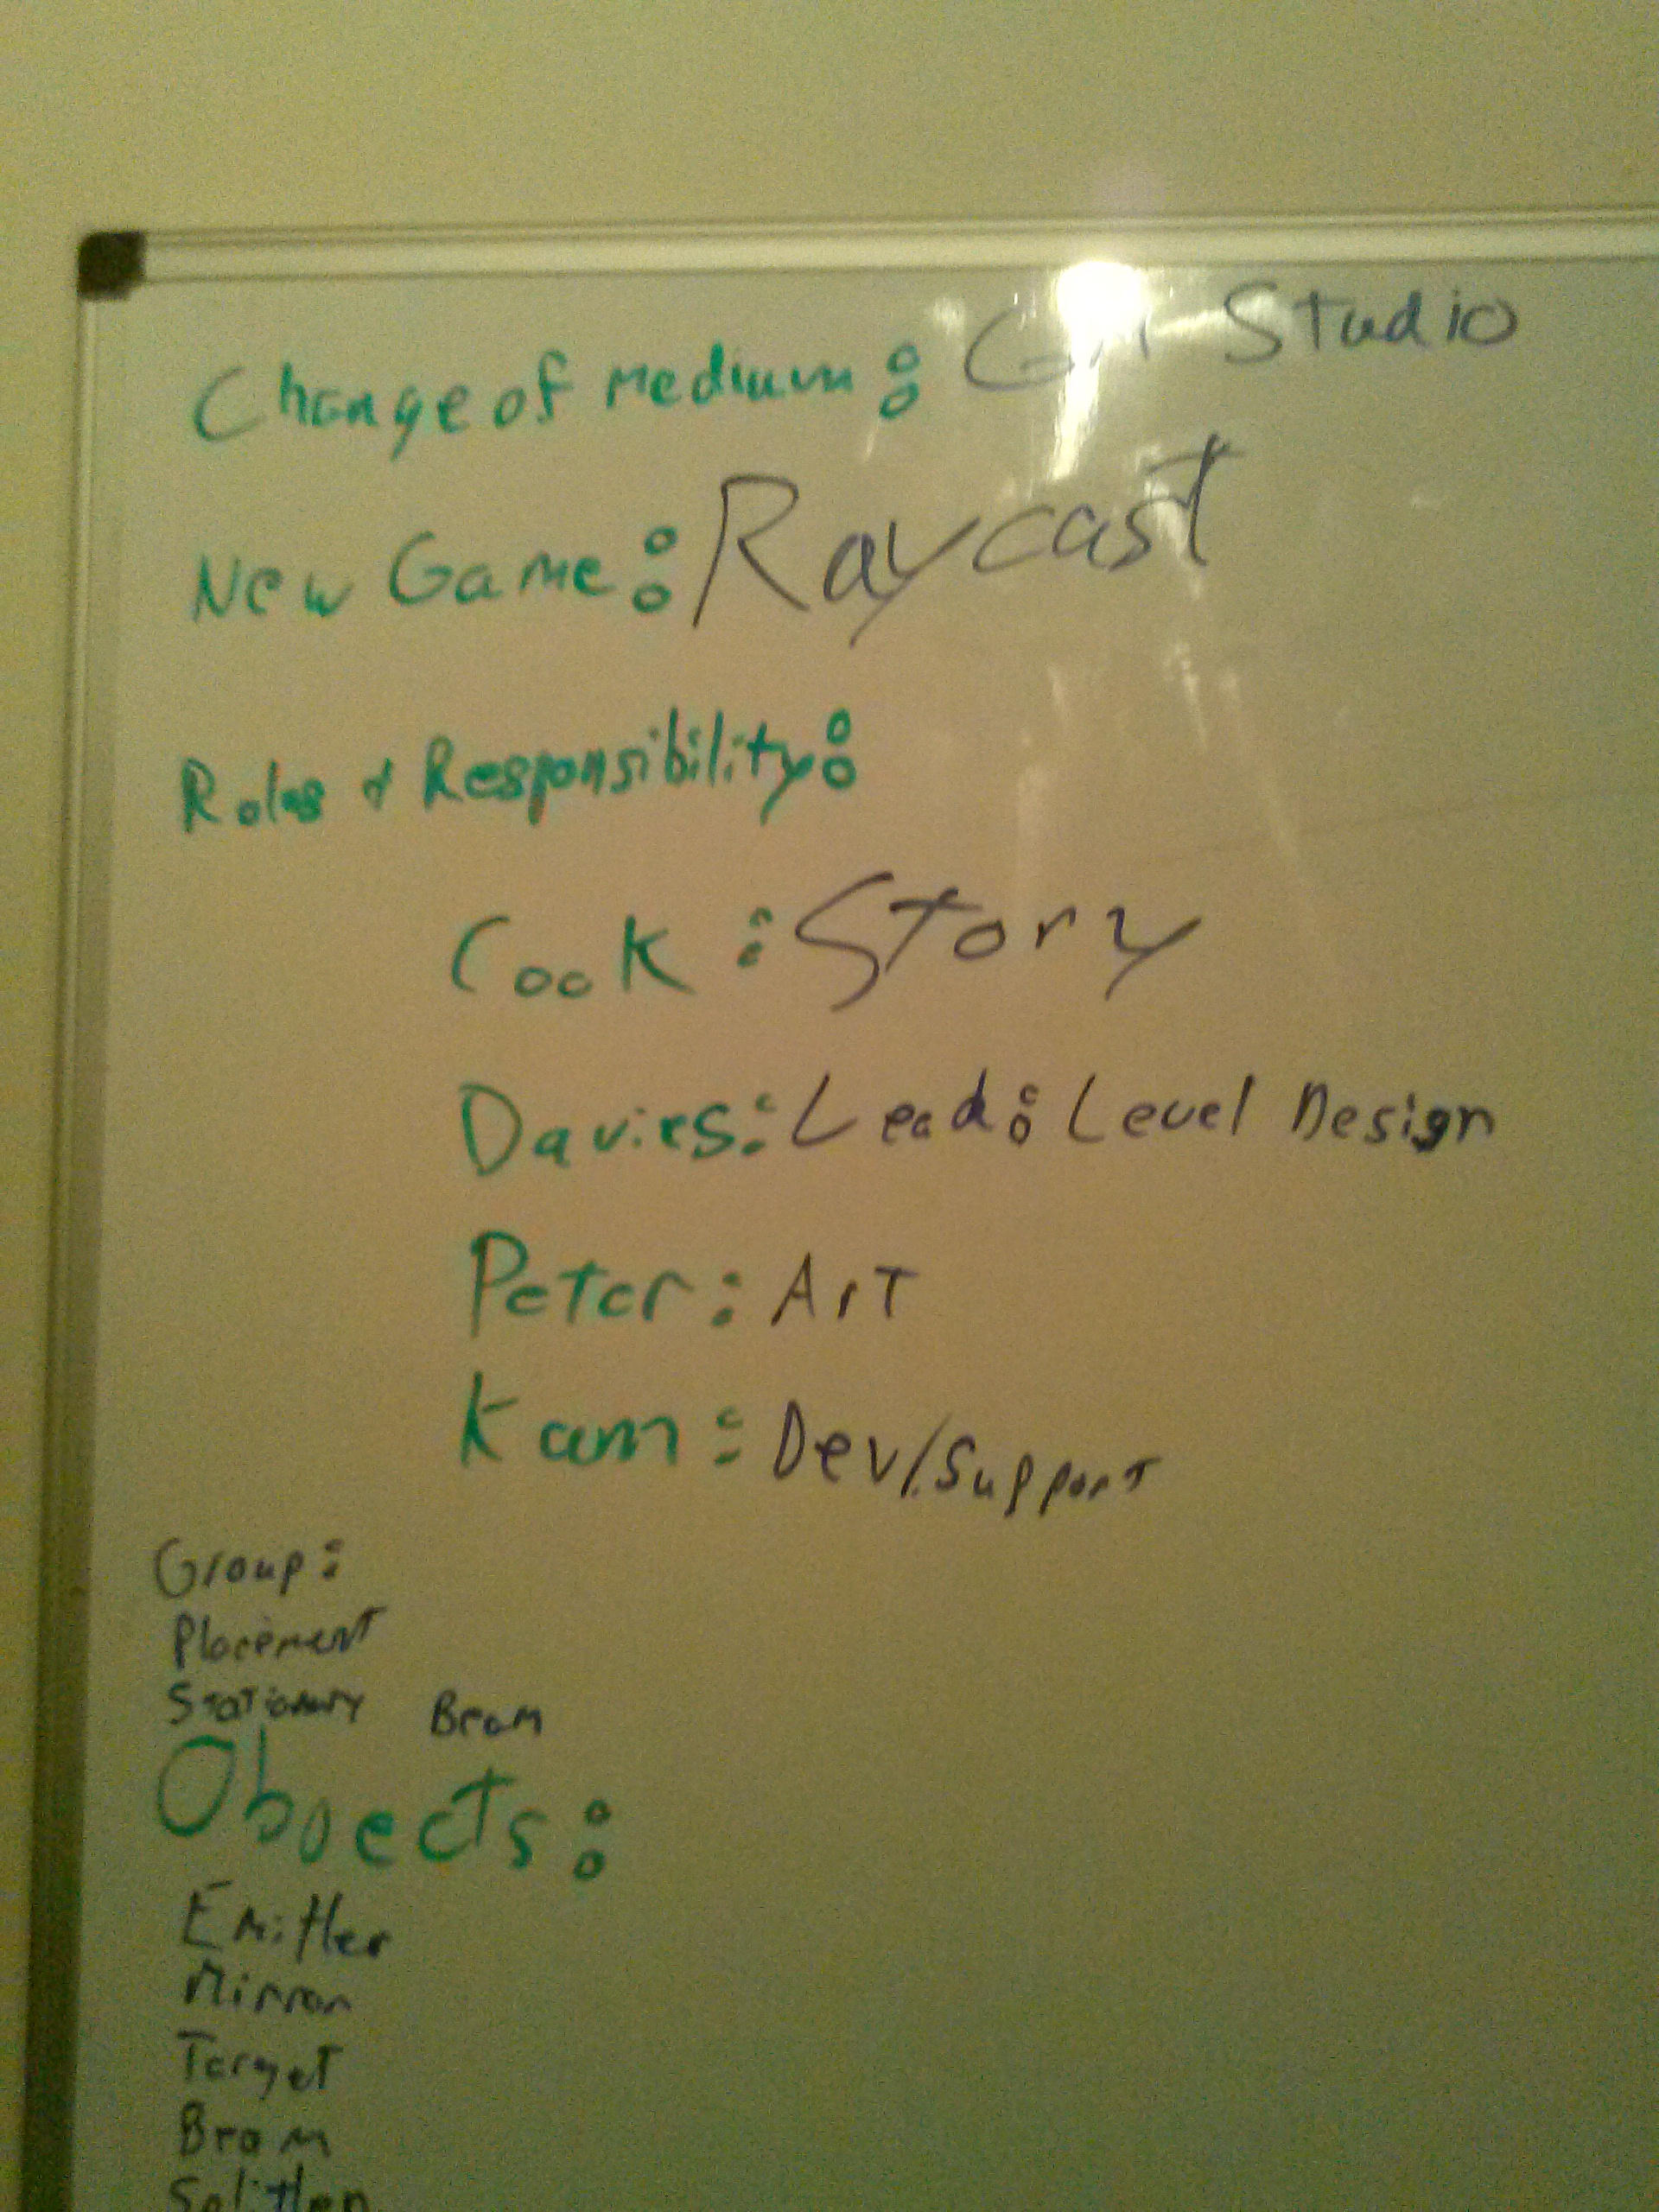 Change of medium: GM Studio
New Game: Raycast
Roles & Responsibility:
Cook: Story
Davies: Lead: Level Design
Peter: Art
Kam: Dev/Support
Group:
Placement
Stationary Beam
Objects:
Emitter
Mirror
Target
Beam
Splitter